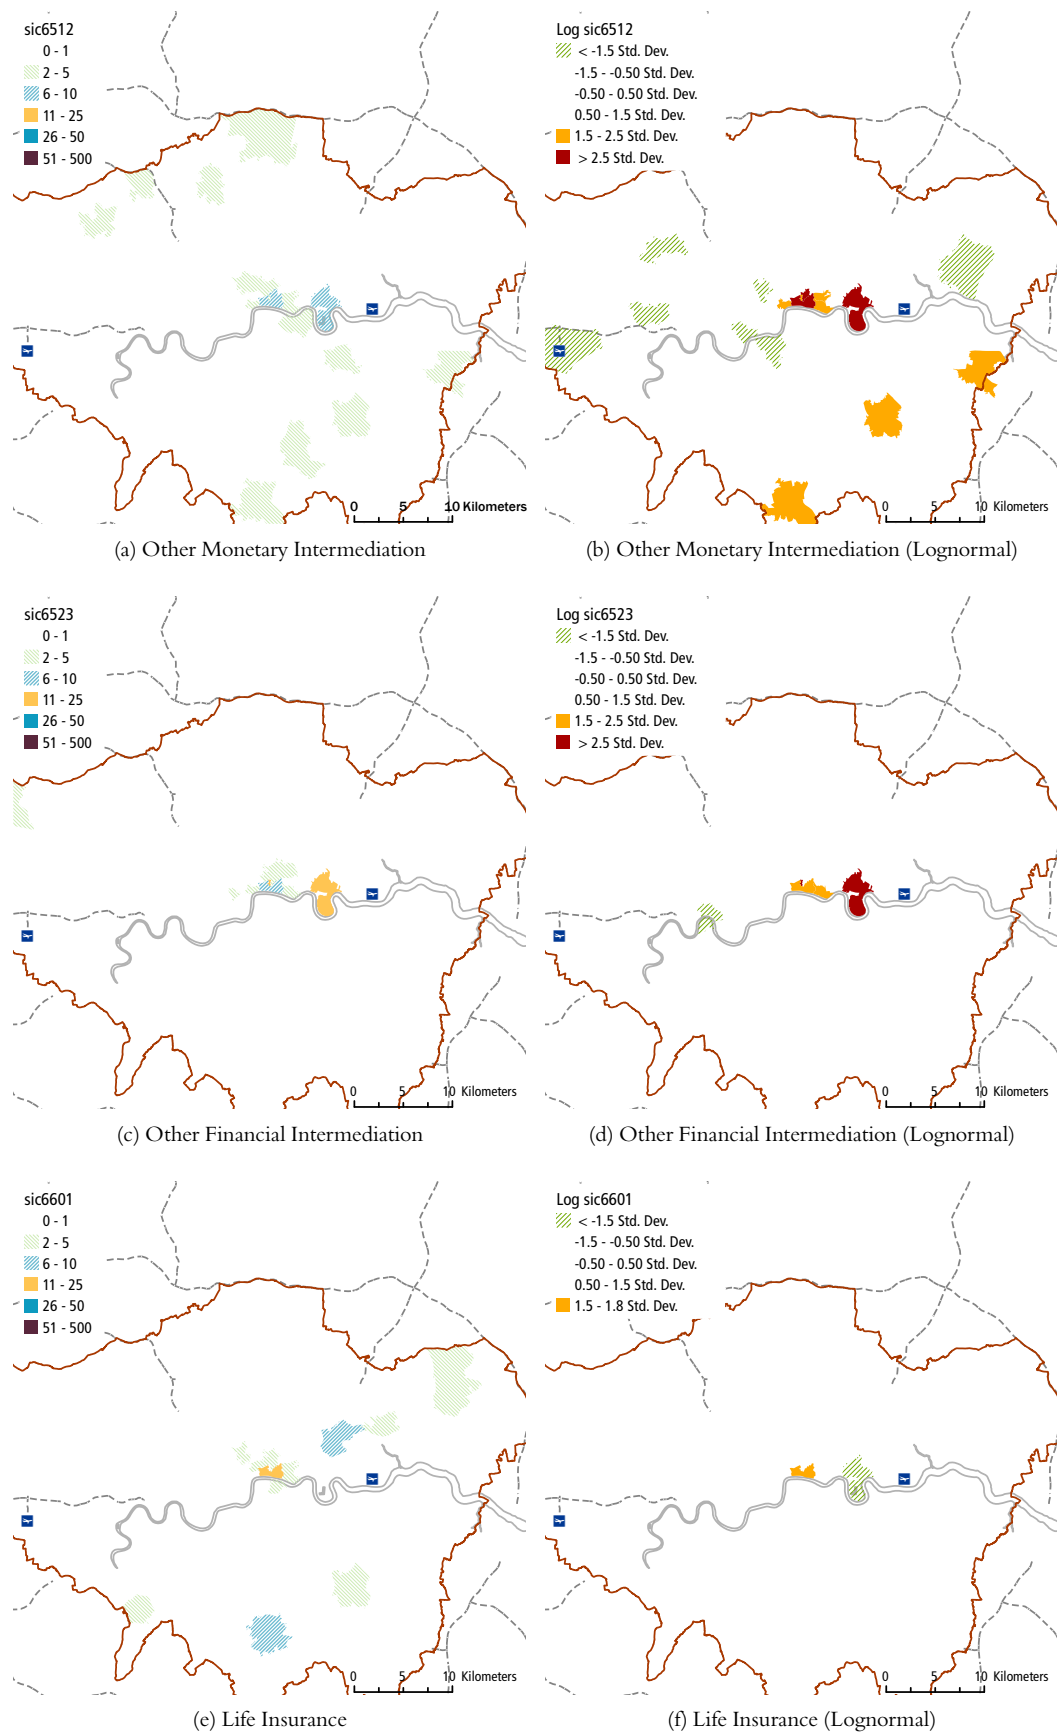 sic6512
0 - 1
2 - 5
6 - 10
11 - 25
26 - 50
51 - 500
0 5 10 Kilometers
(a) Other Monetary Intermediation
Log sic6512
< -1.5 Std. Dev.
-1.5 - -0.50 Std. Dev.
-0.50 - 0.50 Std. Dev.
0.50 - 1.5 Std. Dev.
1.5 - 2.5 Std. Dev.
> 2.5 Std. Dev.
0 5 10 Kilometers
(b) Other Monetary Intermediation (Lognormal)
sic6523
0 - 1
2 - 5
6 - 10
11 - 25
26 - 50
51 - 500
0 5 10 Kilometers
(c) Other Financial Intermediation
Log sic6523
< -1.5 Std. Dev.
-1.5 - -0.50 Std. Dev.
-0.50 - 0.50 Std. Dev.
0.50 - 1.5 Std. Dev.
1.5 - 2.5 Std. Dev.
> 2.5 Std. Dev.
0 5 10 Kilometers
(d) Other Financial Intermediation (Lognormal)
sic6601
0 - 1
2 - 5
6 - 10
11 - 25
26 - 50
51 - 500
0 5 10 Kilometers
(e) Life Insurance
Log sic6601
< -1.5 Std. Dev.
-1.5 - -0.50 Std. Dev.
-0.50 - 0.50 Std. Dev.
0.50 - 1.5 Std. Dev.
1.5 - 1.8 Std. Dev.
0 5 10 Kilometers
(f) Life Insurance (Lognormal)